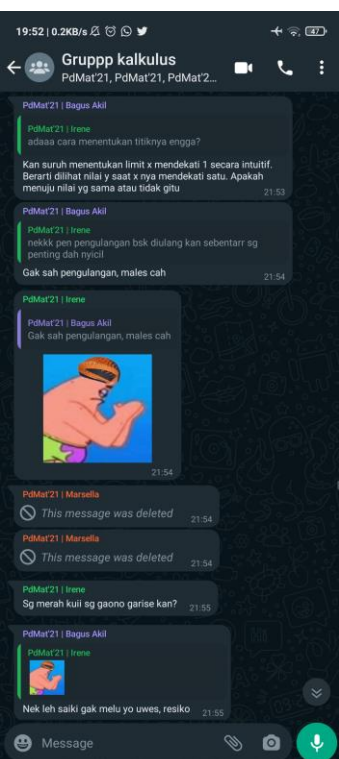 19:52 | 0.2KB/s
47
Gruppp kalkulus
PdMat'21, PdMat'21, PdMat'2...
PdMat'21 | Bagus Akil
PdMat'21 | Irene
adaaa cara menentukan titiknya engga?
Kan suruh menentukan limit x mendekati 1 secara intuitif.
Berarti dilihat nilai y saat x nya mendekati satu. Apakah
menuju nilai yg sama atau tidak gitu
21:53
PdMat'21 | Bagus Akil
PdMat'21 | Irene
nekkk pen pengulangan bsk diulang kan sebentarr sg
penting dah nyicil
Gak sah pengulangan, males cah
21:54
PdMat'21 | Irene
PdMat'21 | Bagus Akil
Gak sah pengulangan, males cah
21:54
PdMat'21 | Marsella
This message was deleted
21:54
PdMat'21 | Marsella
This message was deleted
21:54
PdMat'21 | Irene
Sg merah kuii sg gaono garise kan?
21:55
PdMat'21 | Bagus Akil
PdMat'21 | Irene
Nek leh saiki gak melu yo uwes, resiko
21:55
Message